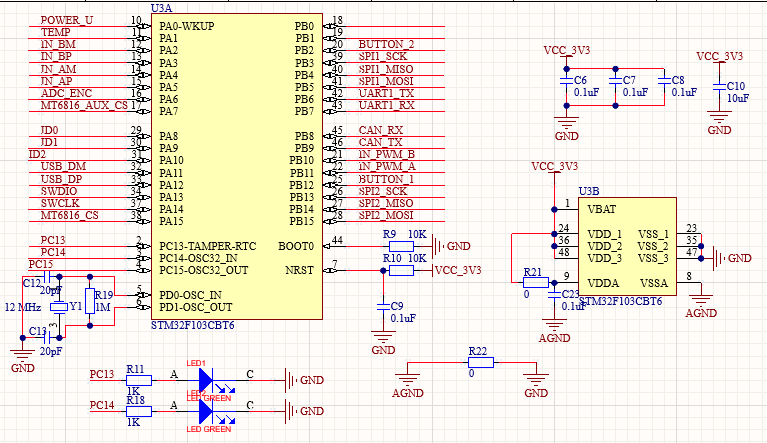 U3A
POWER_U 10 PA0-WKUP PB0 18
TEMP 11 PA1 PB1 19
IN_BM 12 PA2 PB2 20 BUTTON_2
IN_BP 13 PA3 PB3 39 SPI1_SCK
IN_AM 14 PA4 PB4 40 SPI1_MISO
IN_AP 15 PA5 PB5 41 SPI1_MOSI
ADC_ENC 16 PA6 PB6 42 UART1_TX
MT6816_AUX_CS 17 PA7 PB7 43 UART1_RX
JD0 29 PA8 PB8 45 CAN_RX
JD1 30 PA9 PB9 46 CAN_TX
ID2 31 PA10 PB10 21 IN_PWM_B
USB_DM 32 PA11 PB11 22 IN_PWM_A
USB_DP 33 PA12 PB12 25 BUTTON_1
SWDIO 34 PA13 PB13 26 SPI2_SCK
SWCLK 37 PA14 PB14 27 SPI2_MISO
MT6816_CS 38 PA15 PB15 28 SPI2_MOSI
PC13 2 PC13-TAMPER-RTC BOOT0 44
PC14 3 PC14-OSC32_IN
PC15 4 PC15-OSC32_OUT NRST 7
5 PD0-OSC_IN
6 PD1-OSC_OUT
STM32F103CBT6
R9 10K GND
R10 10K VCC_3V3
C9
0.1uF
GND
C12
20pF
12 MHz Y1
R19
1M
C13
20pF
3
GND
PC13 R11 1K A LED1 C GND
LED GREEN
PC14 R18 1K A C GND
LED GREEN
VCC_3V3
C6
0.1uF
C7
0.1uF
C8
0.1uF
GND
VCC_3V3
C10
10uF
GND
VCC_3V3
U3B
1 VBAT
24 VDD_1 VSS_1 23
36 VDD_2 VSS_2 35
48 VDD_3 VSS_3 47 GND
R21
0
9 VDDA VSSA 8
STM32F103CBT6
C23
0.1uF
AGND
AGND
R22
0
AGND
GND